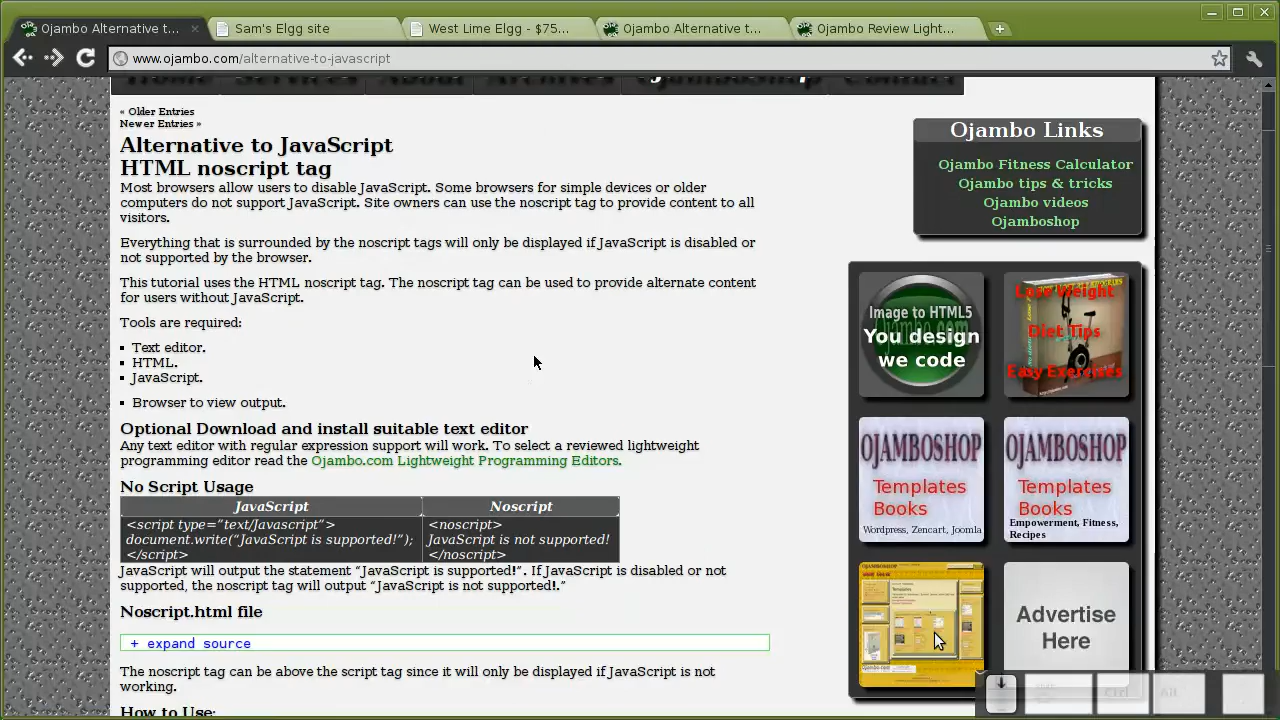 Ojambo Alternative t...
Sam's Elgg site
West Lime Elgg - $75...
Ojambo Alternative t...
Ojambo Review Light...
www.ojambo.com/alternative-to-javascript
Home Services About Archives Ojamboshop Contact
« Older Entries
Newer Entries »
Alternative to JavaScript
HTML noscript tag
Most browsers allow users to disable JavaScript. Some browsers for simple devices or older
computers do not support JavaScript. Site owners can use the noscript tag to provide content to all
visitors.
Everything that is surrounded by the noscript tags will only be displayed if JavaScript is disabled or
not supported by the browser.
This tutorial uses the HTML noscript tag. The noscript tag can be used to provide alternate content
for users without JavaScript.
Tools are required:
Text editor.
HTML.
JavaScript.
Browser to view output.
Optional Download and install suitable text editor
Any text editor with regular expression support will work. To select a reviewed lightweight
programming editor read the Ojambo.com Lightweight Programming Editors.
No Script Usage
JavaScript Noscript
<script type=“text/Javascript”> <noscript>
document.write(“JavaScript is supported!”); JavaScript is not supported!
</script> </noscript>
JavaScript will output the statement “JavaScript is supported!”. If JavaScript is disabled or not
supported, the noscript tag will output “JavaScript is not supported!.”
Noscript.html file
+ expand source
The noscript tag can be above the script tag since it will only be displayed if JavaScript is not
working.
How to Use:
Ojambo Links
Ojambo Fitness Calculator
Ojambo tips & tricks
Ojambo videos
Ojamboshop
Image to HTML5
You design
we code
Lose Weight
Diet Tips
Easy Exercises
OJAMBOSHOP
Templates
Books
Wordpress, Zencart, Joomla
OJAMBOSHOP
Templates
Books
Empowerment, Fitness,
Recipes
Advertise
Here
Ctrl
Alt